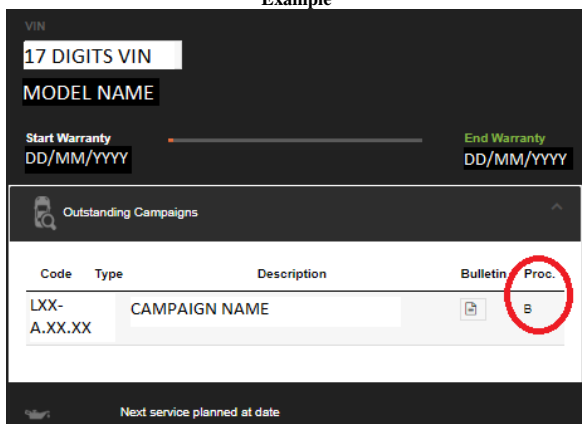 Example
VIN
17 DIGITS VIN
MODEL NAME
Start Warranty End Warranty
DD/MM/YYYY DD/MM/YYYY
Outstanding Campaigns
Code Type Description Bulletin Proc.
LXX-
A.XX.XX CAMPAIGN NAME B
Next service planned at date